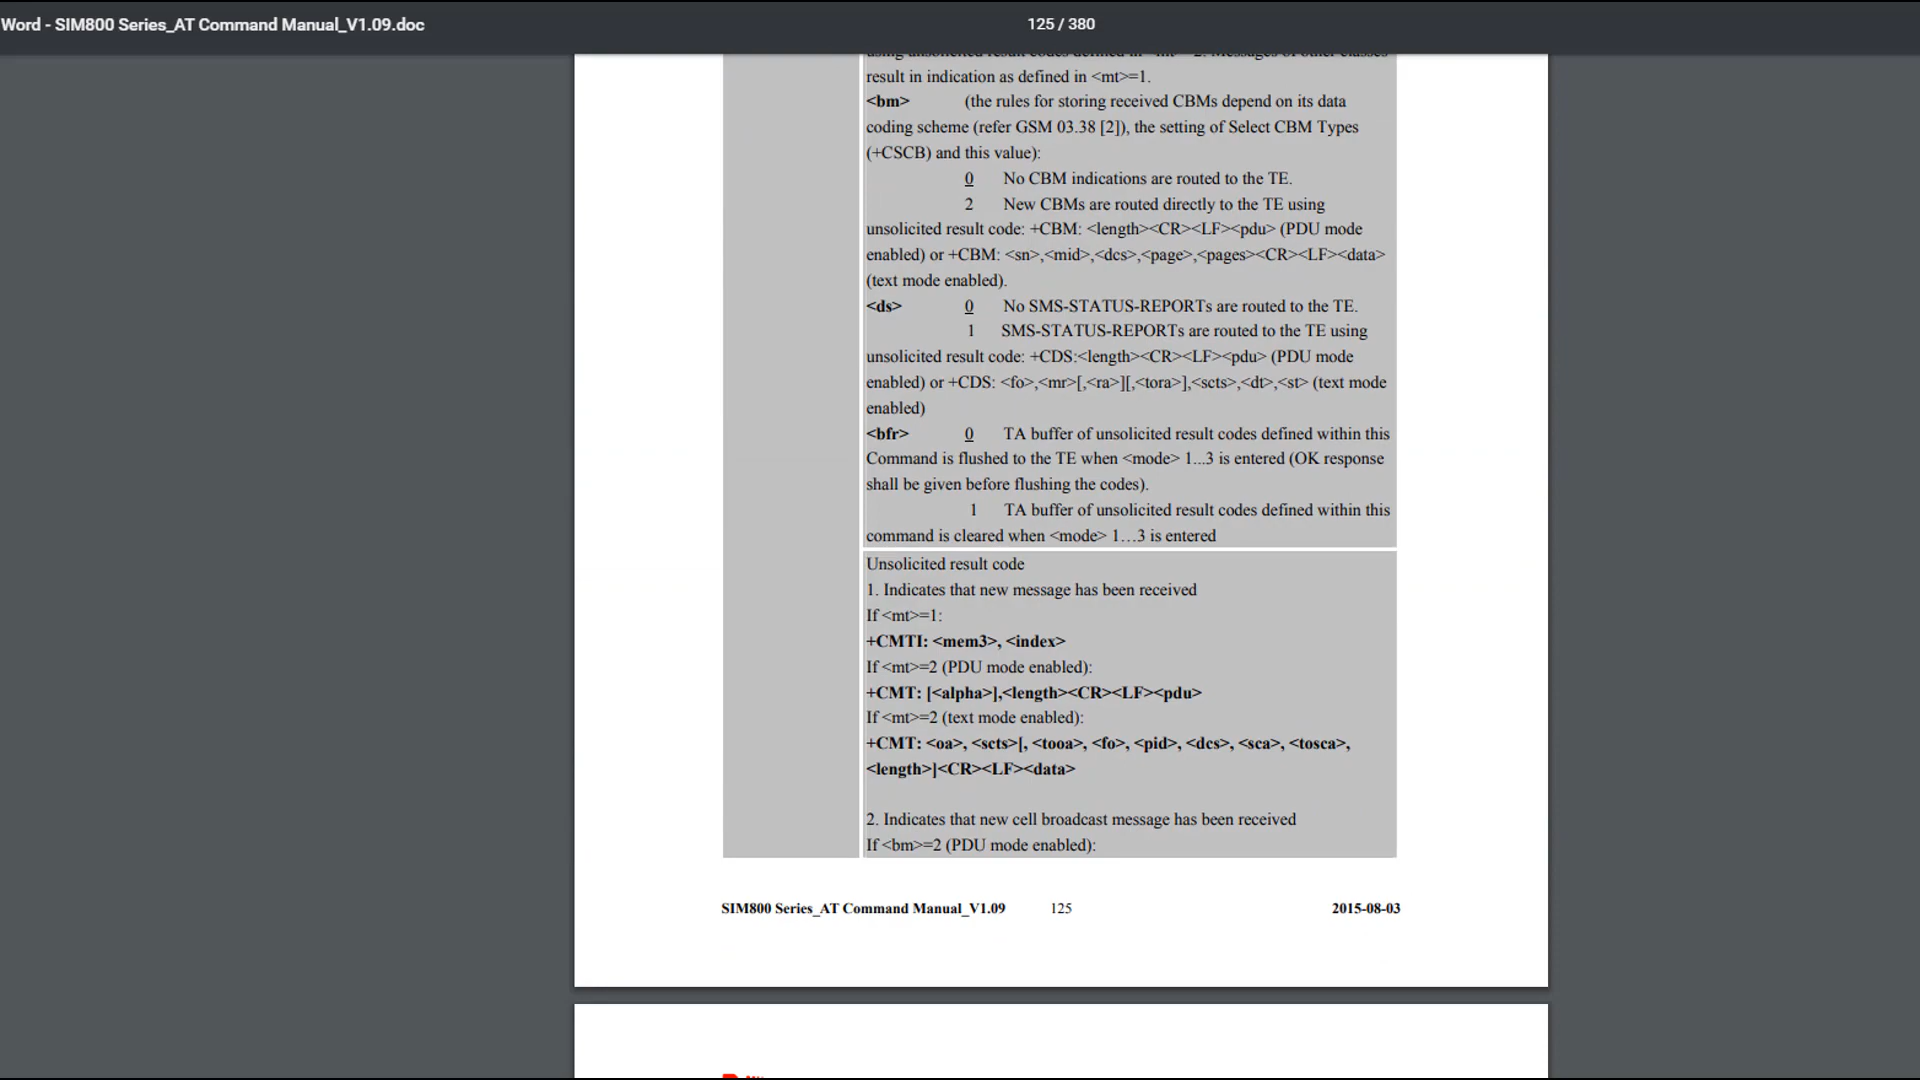 Word - SIM800 Series_AT Command Manual_V1.09.doc
125 / 380
using unsolicited result codes defined in <mt>=2. Messages of other classes
result in indication as defined in <mt>=1.
<bm> (the rules for storing received CBMs depend on its data
coding scheme (refer GSM 03.38 [2]), the setting of Select CBM Types
(+CSCB) and this value):
0 No CBM indications are routed to the TE.
2 New CBMs are routed directly to the TE using
unsolicited result code: +CBM: <length><CR><LF><pdu> (PDU mode
enabled) or +CBM: <sn>,<mid>,<dcs>,<page>,<pages><CR><LF><data>
(text mode enabled).
<ds> 0 No SMS-STATUS-REPORTs are routed to the TE.
1 SMS-STATUS-REPORTs are routed to the TE using
unsolicited result code: +CDS:<length><CR><LF><pdu> (PDU mode
enabled) or +CDS: <fo>,<mr>[,<ra>][,<tora>],<scts>,<dt>,<st> (text mode
enabled)
<bfr> 0 TA buffer of unsolicited result codes defined within this
Command is flushed to the TE when <mode> 1...3 is entered (OK response
shall be given before flushing the codes).
1 TA buffer of unsolicited result codes defined within this
command is cleared when <mode> 1…3 is entered
Unsolicited result code
1. Indicates that new message has been received
If <mt>=1:
+CMTI: <mem3>, <index>
If <mt>=2 (PDU mode enabled):
+CMT: [<alpha>],<length><CR><LF><pdu>
If <mt>=2 (text mode enabled):
+CMT: <oa>, <scts>[, <tooa>, <fo>, <pid>, <dcs>, <sca>, <tosca>,
<length>]<CR><LF><data>
2. Indicates that new cell broadcast message has been received
If <bm>=2 (PDU mode enabled):
SIM800 Series_AT Command Manual_V1.09 125 2015-08-03